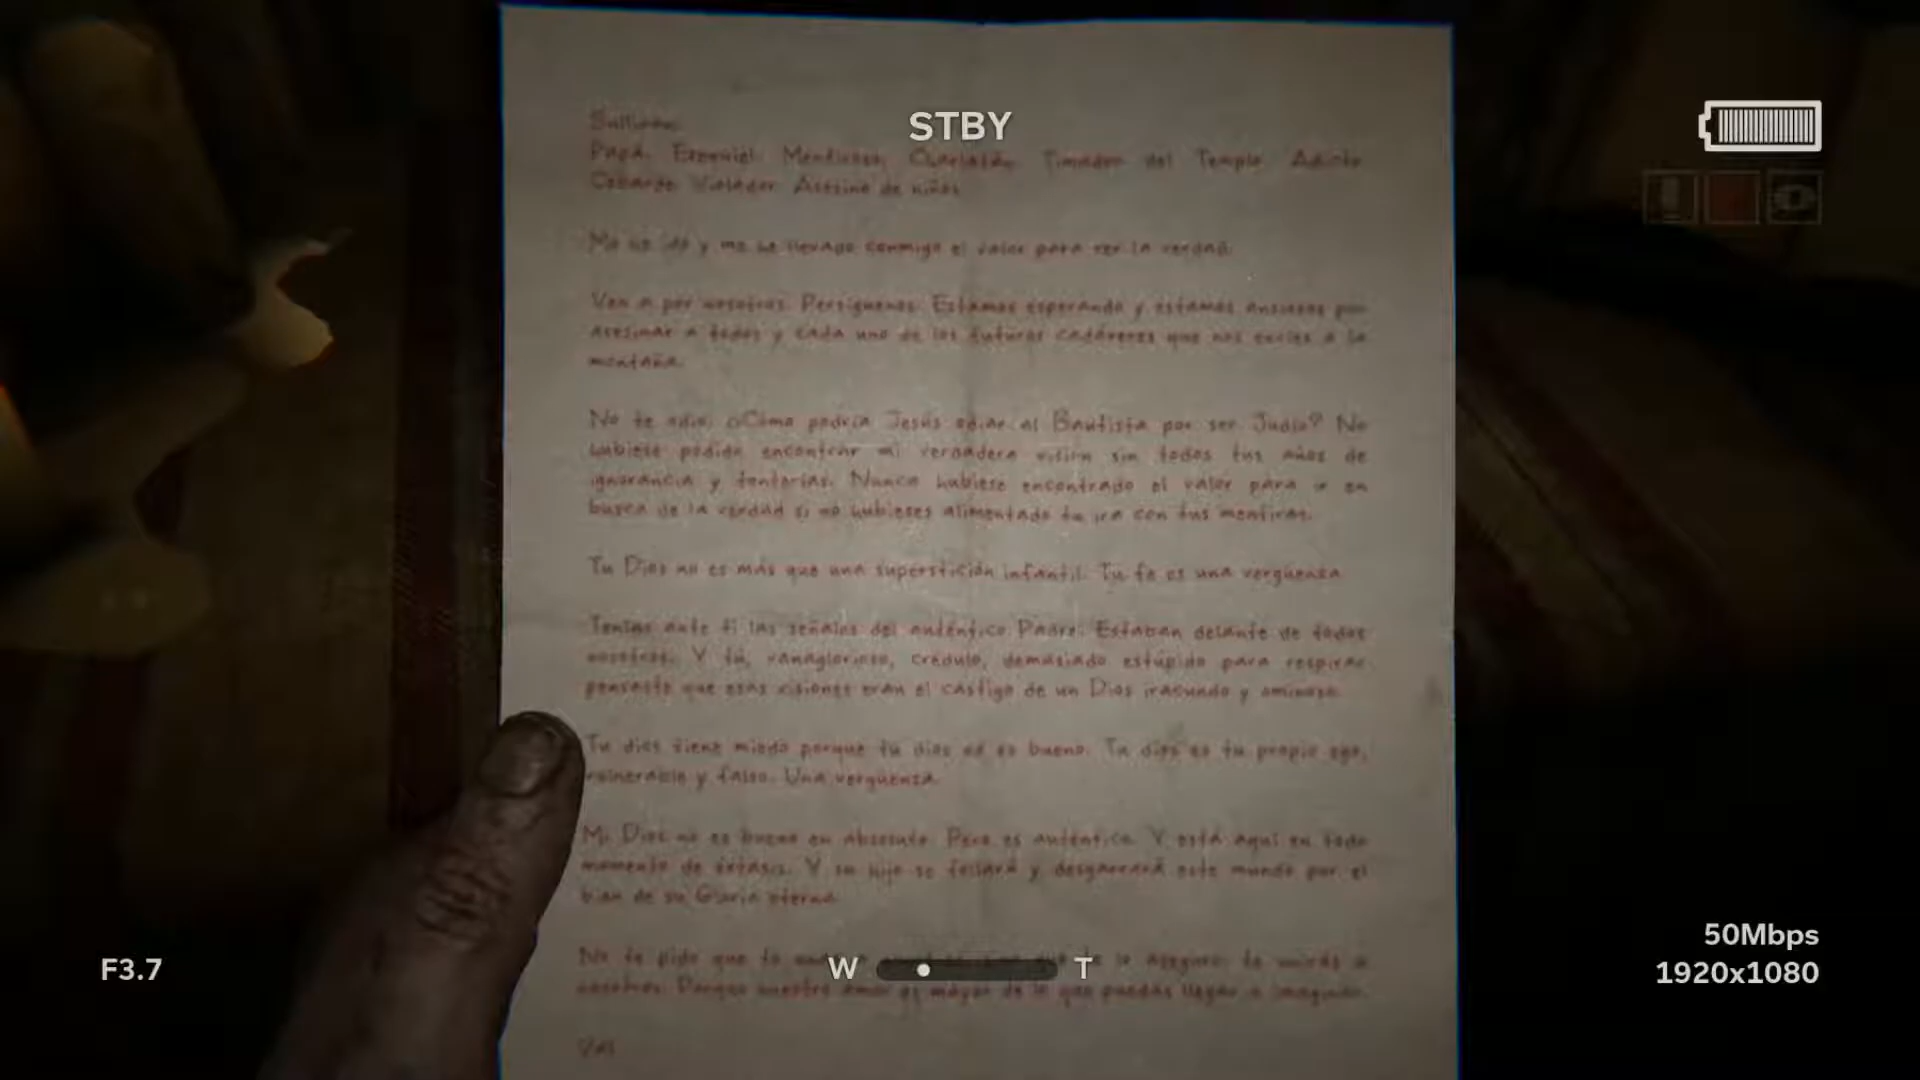 STBY
Sullivan.
Papá. Ezequiel. Mentiroso. Charlatán. Timador del Templo. Adicto.
Cobarde. Violador. Asesino de niños.
Me he ido y me he llevado conmigo el valor para ver la verdad.
Ven a por nosotros. Persíguenos. Estamos esperando y estamos ansiosos por
asesinar a todos y cada uno de los futuros cadáveres que nos envíes a la
montaña.
No te odio. ¿Cómo podría Jesús odiar al Bautista por ser Judío? No
hubiese podido encontrar mi verdadera visión sin todos tus años de
ignorancia y tonterías. Nunca hubiese encontrado el valor para ir en
busca de la verdad si no hubieses alimentado tu ira con tus mentiras.
Tu Dios no es más que una superstición infantil. Tu fe es una vergüenza.
Tenías ante ti las señales del auténtico Padre. Estaban delante de todos
nosotros. Y tú, vanaglorioso, crédulo, demasiado estúpido para respirar
pensaste que esas visiones eran el castigo de un Dios iracundo y ominoso.
Tu dios tiene miedo porque tu dios no es bueno. Tu dios es tu propio ego,
vulnerable y falso. Una vergüenza.
Mi Dios no es bueno en absoluto. Pero es auténtico. Y está aquí en todo
momento de éxtasis. Y su hijo se follará y desgarrará este mundo por el
bien de su Gloria eterna.
No te pido que te lo aseguro: te unirás a
nosotros. Porque nuestro amor es mayor de lo que puedas llegar a imaginar.
Val
F3.7
W T
50Mbps
1920x1080